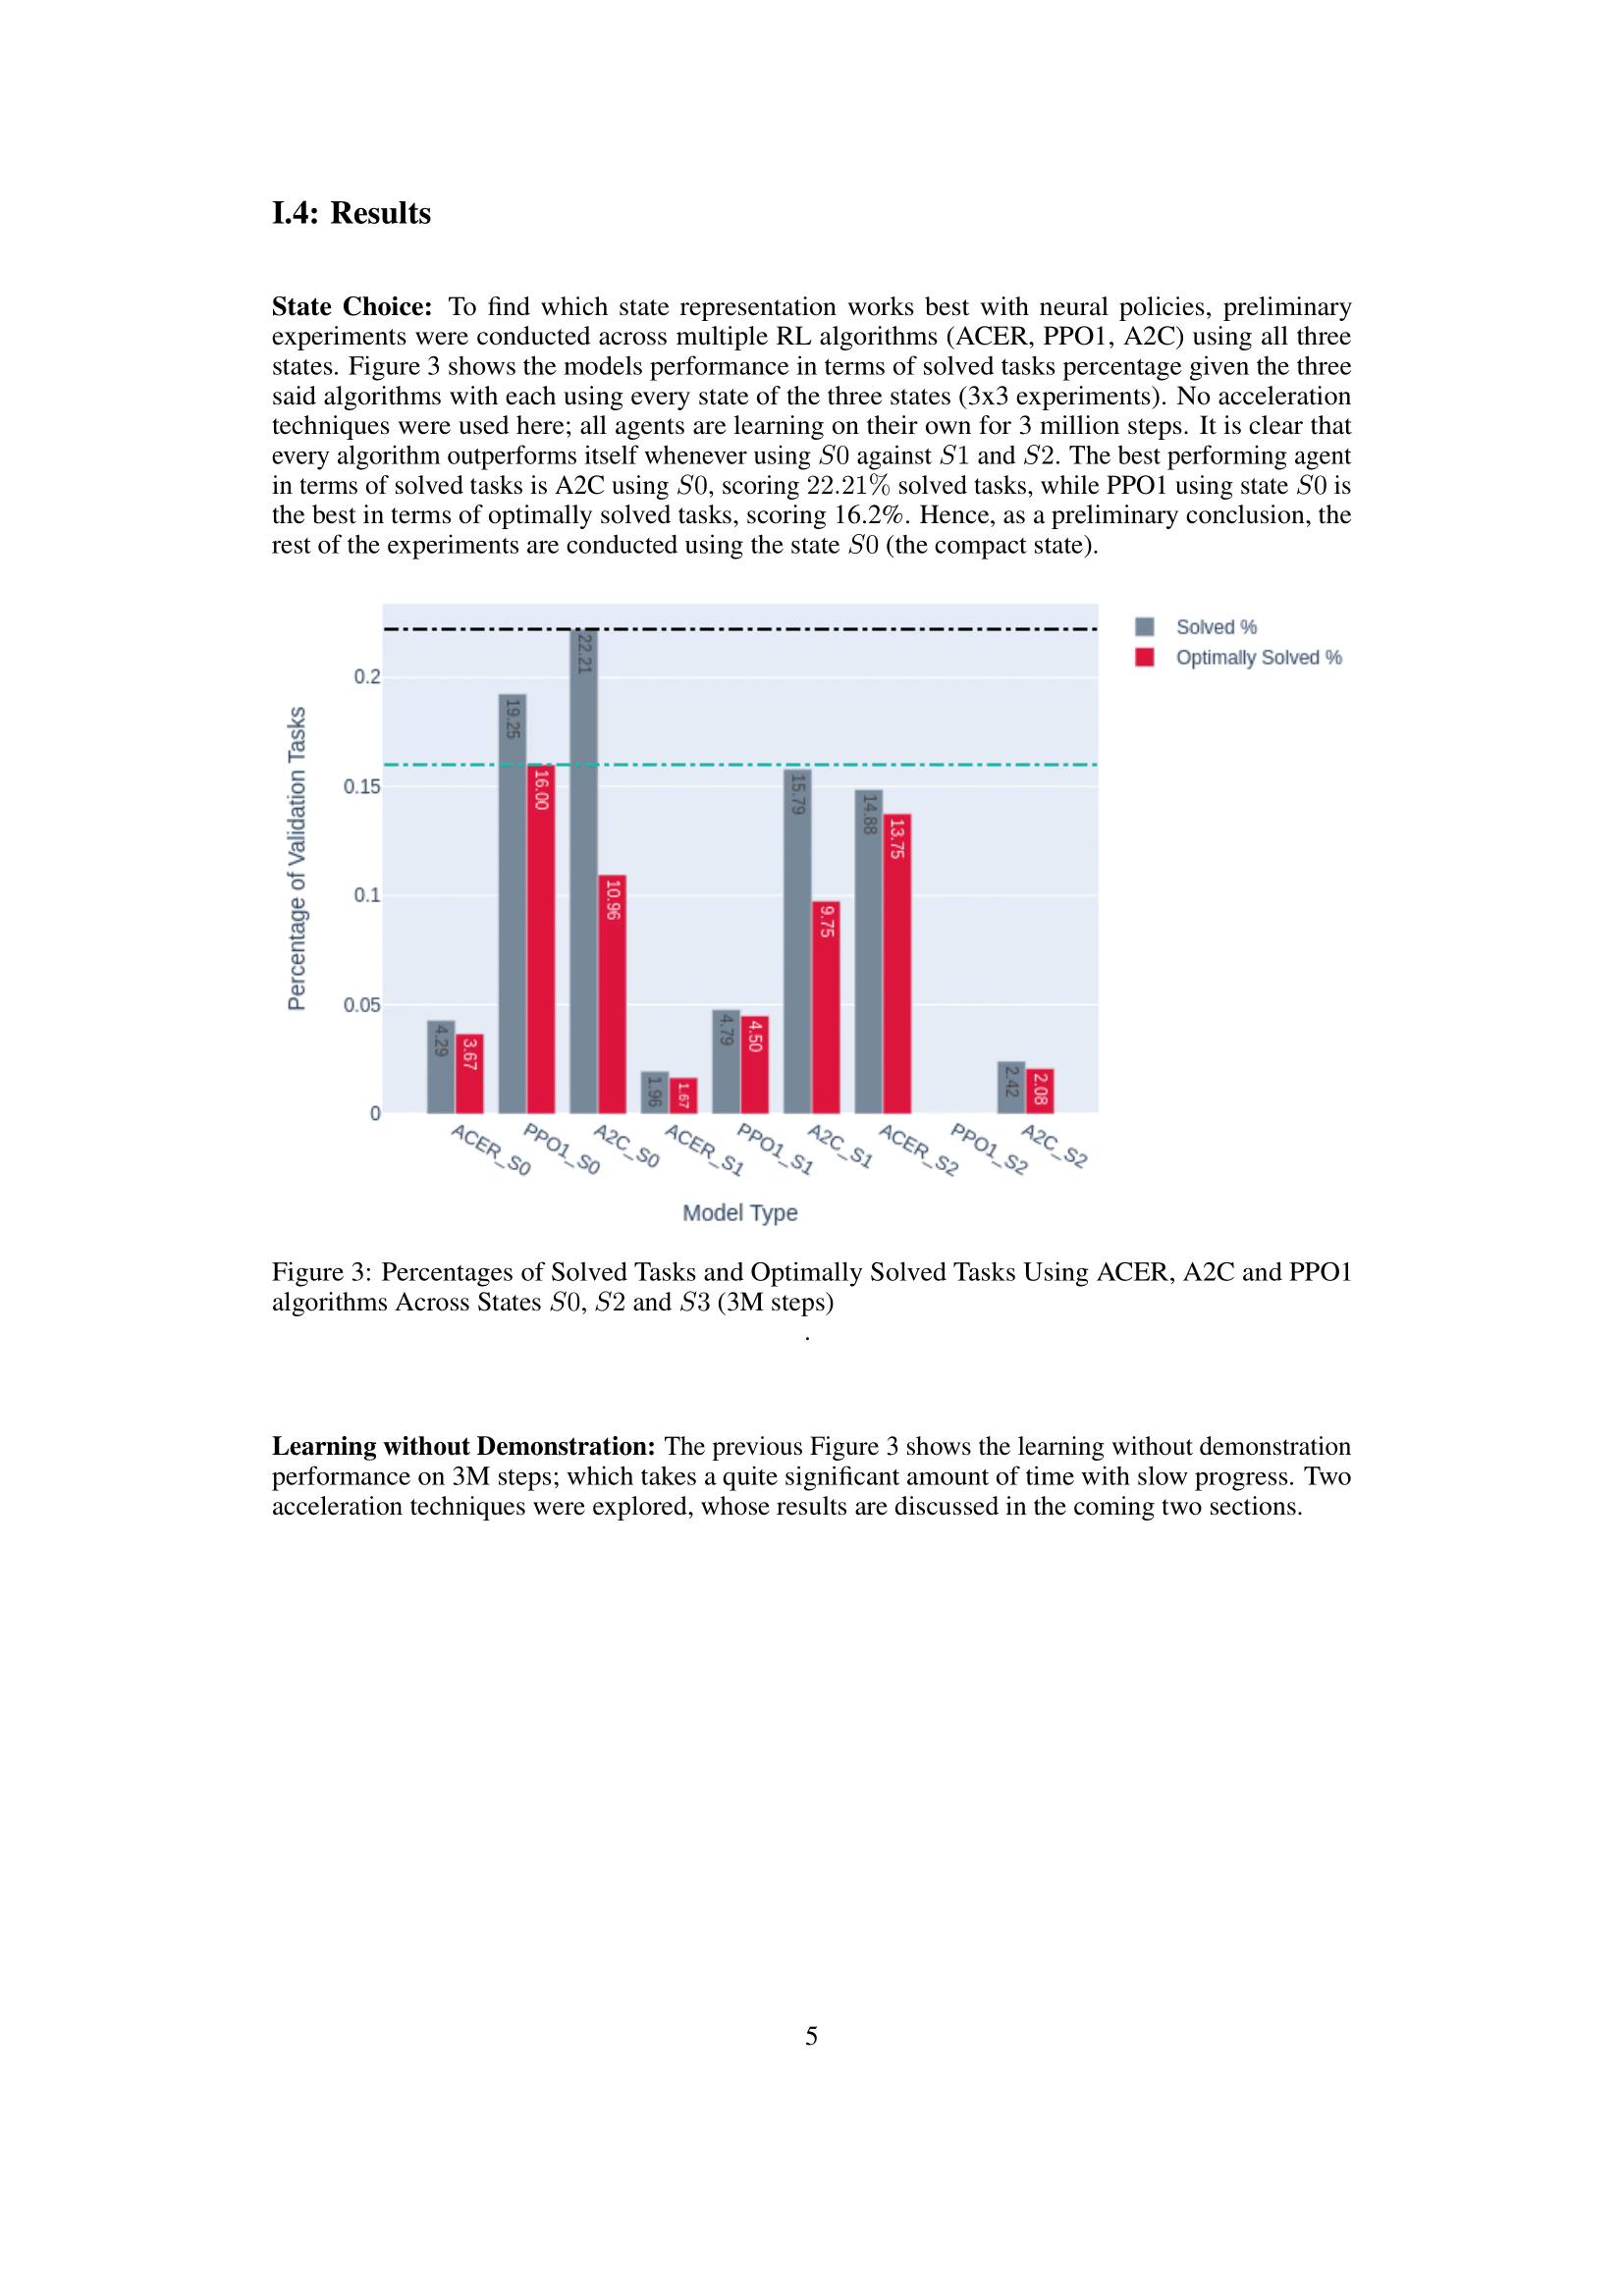 I.4: Results
State Choice: To find which state representation works best with neural policies, preliminary
experiments were conducted across multiple RL algorithms (ACER, PPO1, A2C) using all three
states. Figure 3 shows the models performance in terms of solved tasks percentage given the three
said algorithms with each using every state of the three states (3x3 experiments). No acceleration
techniques were used here; all agents are learning on their own for 3 million steps. It is clear that
every algorithm outperforms itself whenever using S0 against S1 and S2. The best performing agent
in terms of solved tasks is A2C using S0, scoring 22.21% solved tasks, while PPO1 using state S0 is
the best in terms of optimally solved tasks, scoring 16.2%. Hence, as a preliminary conclusion, the
rest of the experiments are conducted using the state S0 (the compact state).
Solved %
Optimally Solved %
Percentage of Validation Tasks
0.2
0.15
0.1
0.05
0
4.29
3.67
19.25
16.00
22.21
10.96
1.96
1.67
4.79
4.50
15.79
9.75
14.88
13.75
2.42
2.08
ACER_S0
PPO1_S0
A2C_S0
ACER_S1
PPO1_S1
A2C_S1
ACER_S2
PPO1_S2
A2C_S2
Model Type
Figure 3: Percentages of Solved Tasks and Optimally Solved Tasks Using ACER, A2C and PPO1
algorithms Across States S0, S2 and S3 (3M steps)
.
Learning without Demonstration: The previous Figure 3 shows the learning without demonstration
performance on 3M steps; which takes a quite significant amount of time with slow progress. Two
acceleration techniques were explored, whose results are discussed in the coming two sections.
5